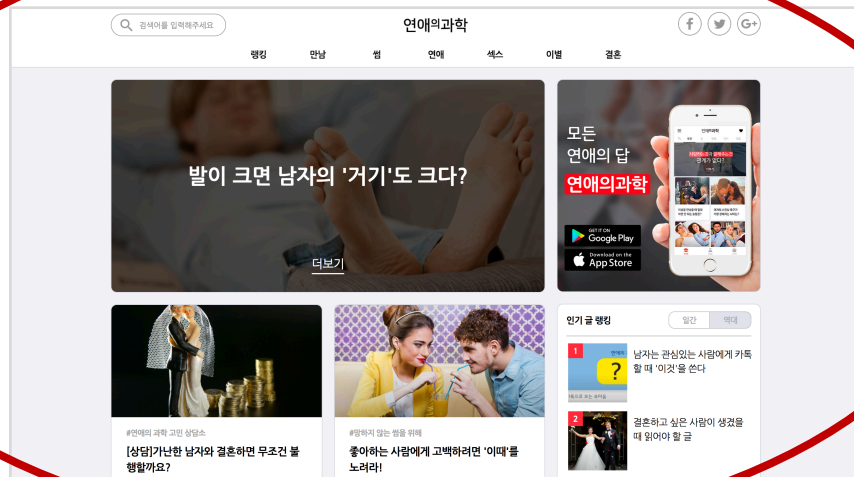 검색어를 입력해주세요
연애의과학
f
G+
랭킹
만남
썸
연애
섹스
이별
결혼
발이 크면 남자의 '거기'도 크다?
더보기
모든
연애의 답
연애의과학
GET IT ON
Google Play
Download on the
App Store
연애의과학
#연애의 과학 고민 상담소
[상담]가난한 남자와 결혼하면 무조건 불
행할까요?
#망하지 않는 썸을 위해
좋아하는 사람에게 고백하려면 '이때'를
노려라!
인기 글 랭킹
일간
역대
1
?
남자는 관심있는 사람에게 카톡
할 때 '이것'을 쓴다
2
결혼하고 싶은 사람이 생겼을
때 읽어야 할 글